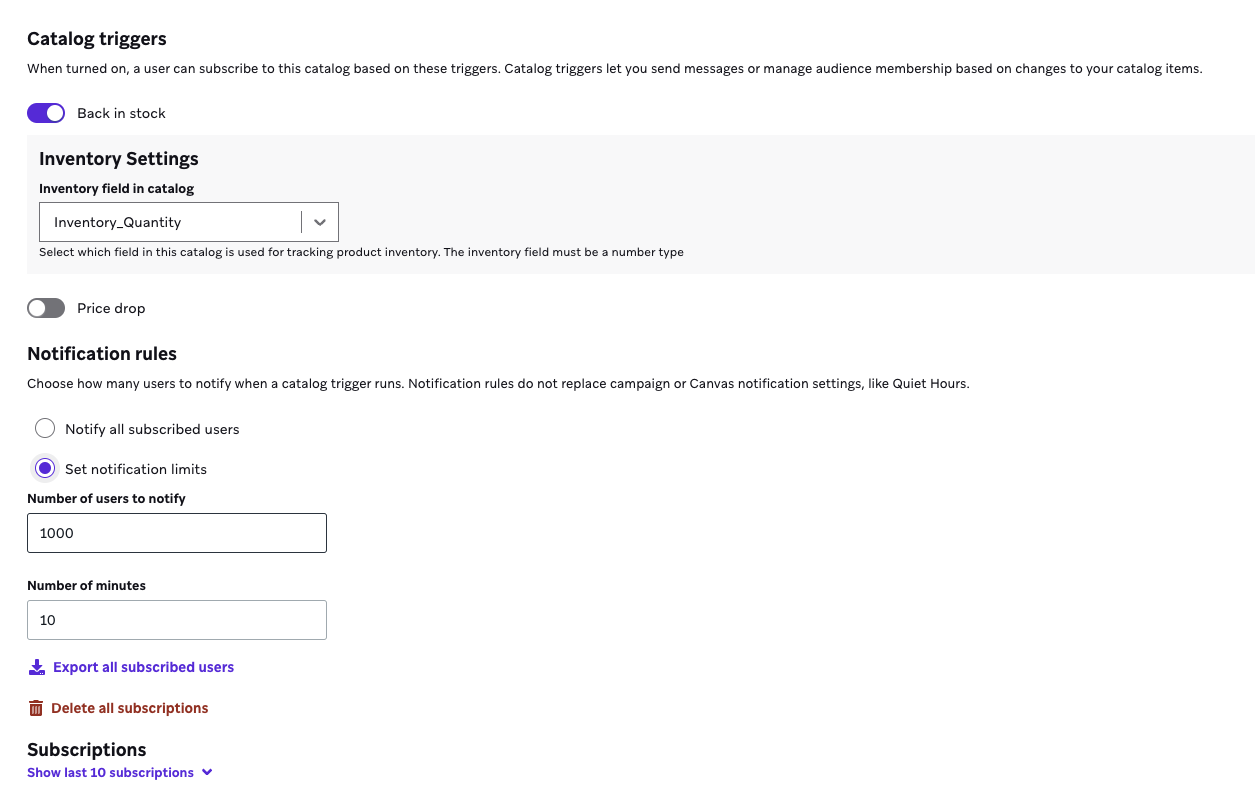 Catalog triggers
When turned on, a user can subscribe to this catalog based on these triggers. Catalog triggers let you send messages or manage audience membership based on changes to your catalog items.
Back in stock
Inventory Settings
Inventory field in catalog
Inventory_Quantity
Select which field in this catalog is used for tracking product inventory. The inventory field must be a number type
Price drop
Notification rules
Choose how many users to notify when a catalog trigger runs. Notification rules do not replace campaign or Canvas notification settings, like Quiet Hours.
Notify all subscribed users
Set notification limits
Number of users to notify
1000
Number of minutes
10
Export all subscribed users
Delete all subscriptions
Subscriptions
Show last 10 subscriptions